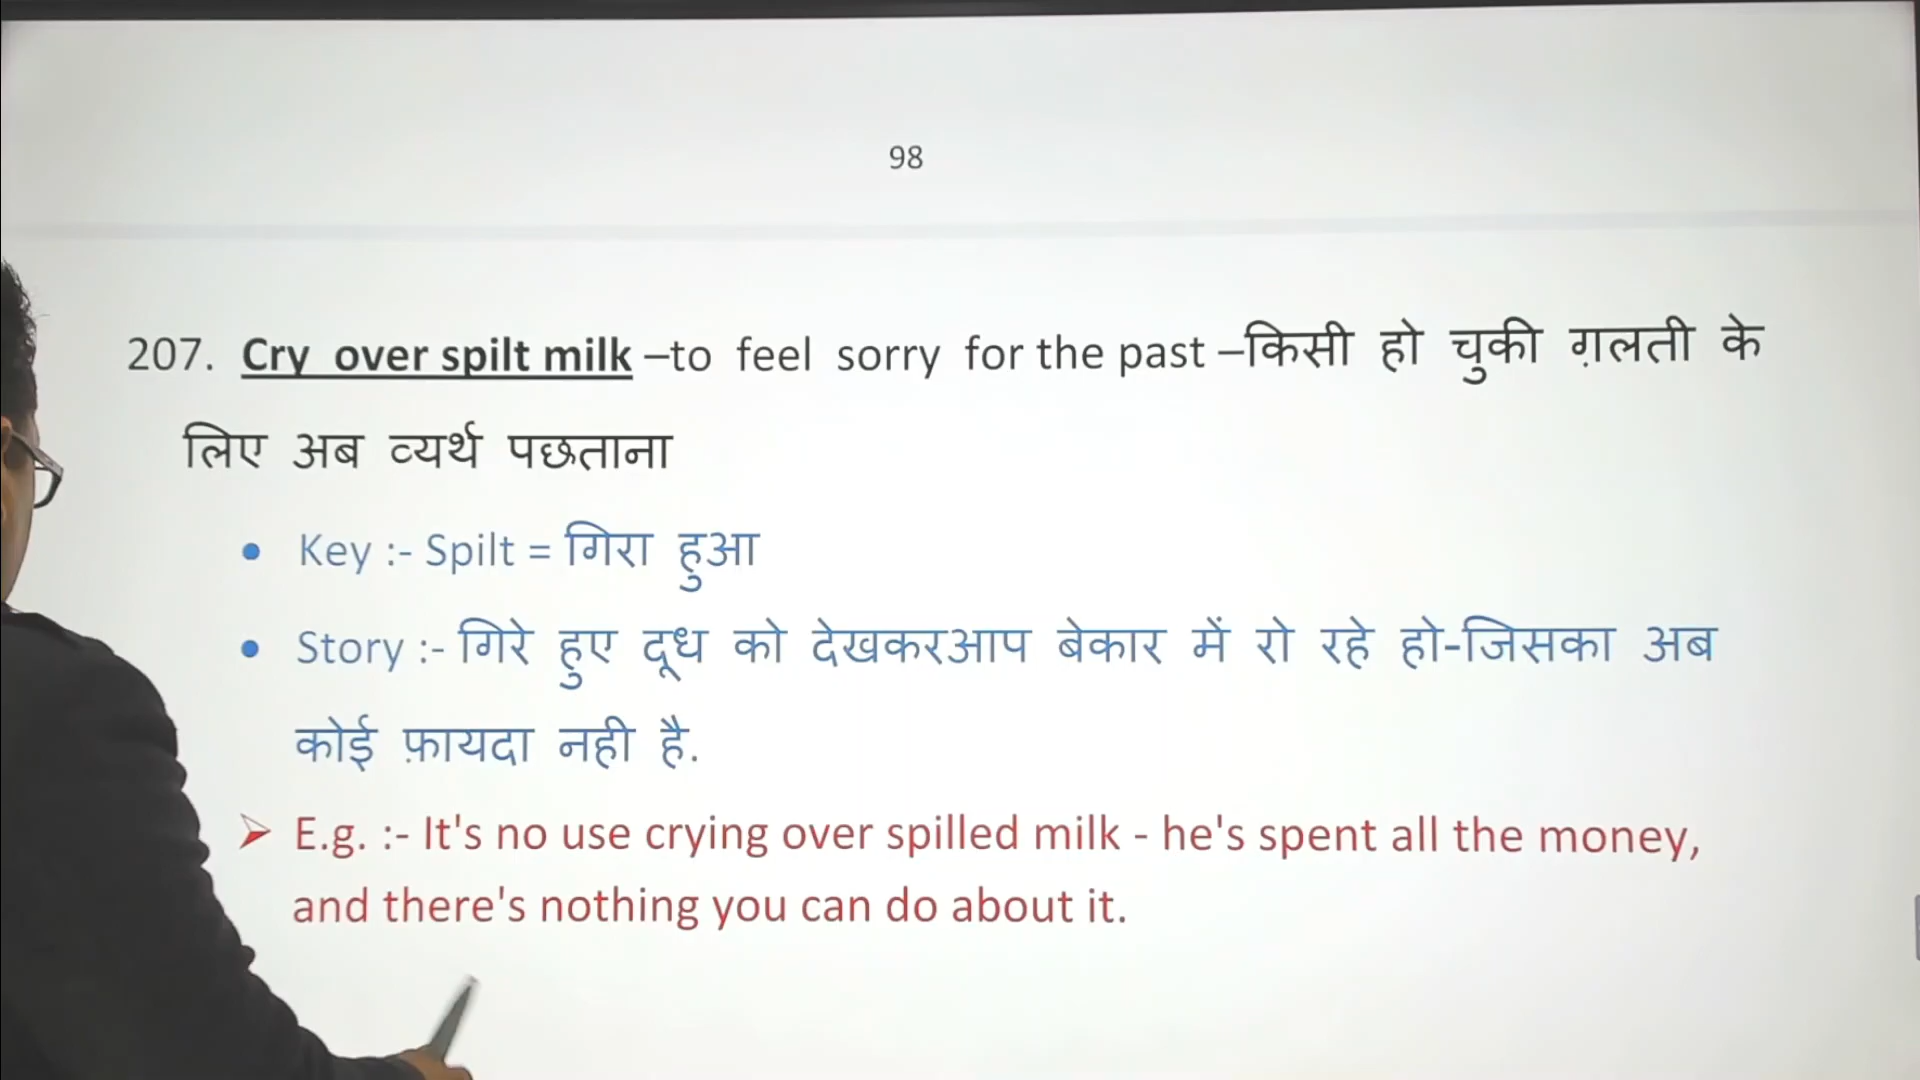 98
207. Cry over spilt milk –to feel sorry for the past –किसी हो चुकी ग़लती के
लिए अब व्यर्थ पछताना
• Key :- Spilt = गिरा हुआ
• Story :- गिरे हुए दूध को देखकरआप बेकार में रो रहे हो-जिसका अब
कोई फ़ायदा नही है.
➢ E.g. :- It's no use crying over spilled milk - he's spent all the money,
and there's nothing you can do about it.